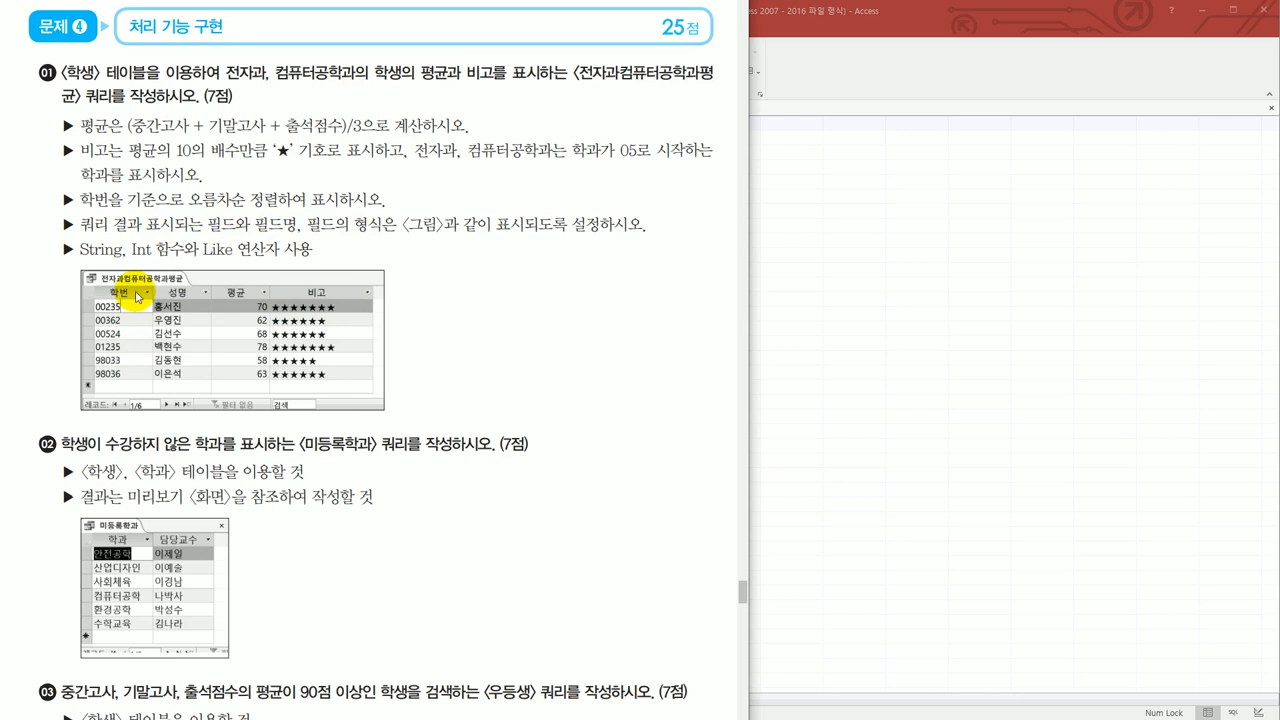 문제 ❹ 처리 기능 구현 25점
ess 2007 - 2016 파일 형식) - Access
01 〈학생〉 테이블을 이용하여 전자과, 컴퓨터공학과의 학생의 평균과 비고를 표시하는 〈전자과컴퓨터공학과평
균〉 쿼리를 작성하시오. (7점)
▶ 평균은 (중간고사 + 기말고사 + 출석점수)/3으로 계산하시오.
▶ 비고는 평균의 10의 배수만큼 ‘★’ 기호로 표시하고, 전자과, 컴퓨터공학과는 학과가 05로 시작하는
학과를 표시하시오.
▶ 학번을 기준으로 오름차순 정렬하여 표시하시오.
▶ 쿼리 결과 표시되는 필드와 필드명, 필드의 형식은 〈그림〉과 같이 표시되도록 설정하시오.
▶ String, Int 함수와 Like 연산자 사용
전자과컴퓨터공학과평균
학번 성명 평균 비고
00235 홍서진 70 ★★★★★★★
00362 우영진 62 ★★★★★★
00524 김선수 68 ★★★★★★
01235 백현수 78 ★★★★★★★
98033 김동현 58 ★★★★★
98036 이은석 63 ★★★★★★
레코드: 1/6 필터 없음 검색
02 학생이 수강하지 않은 학과를 표시하는 〈미등록학과〉 쿼리를 작성하시오. (7점)
▶ 〈학생〉, 〈학과〉 테이블을 이용할 것
▶ 결과는 미리보기 〈화면〉을 참조하여 작성할 것
미등록학과
학과 담당교수
안전공학 이제일
산업디자인 이예술
사회체육 이경남
컴퓨터공학 나박사
환경공학 박성수
수학교육 김나라
03 중간고사, 기말고사, 출석점수의 평균이 90점 이상인 학생을 검색하는 〈우등생〉 쿼리를 작성하시오. (7점)
▶ 〈학생〉 테이블을 이용할 것
Num Lock SQL